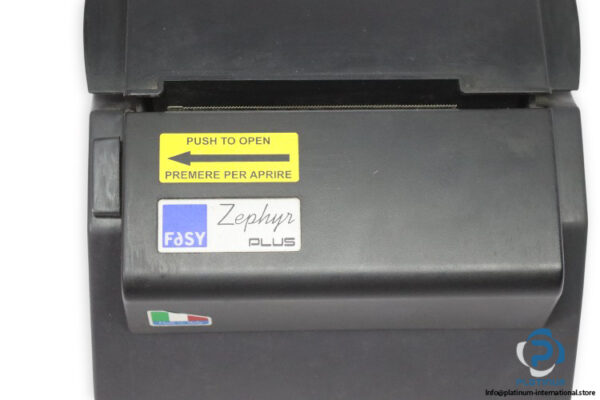 PUSH TO OPEN
PREMERE PER APRIRE
FASY
Zephyr
PLUS
Info@platinum-international.store